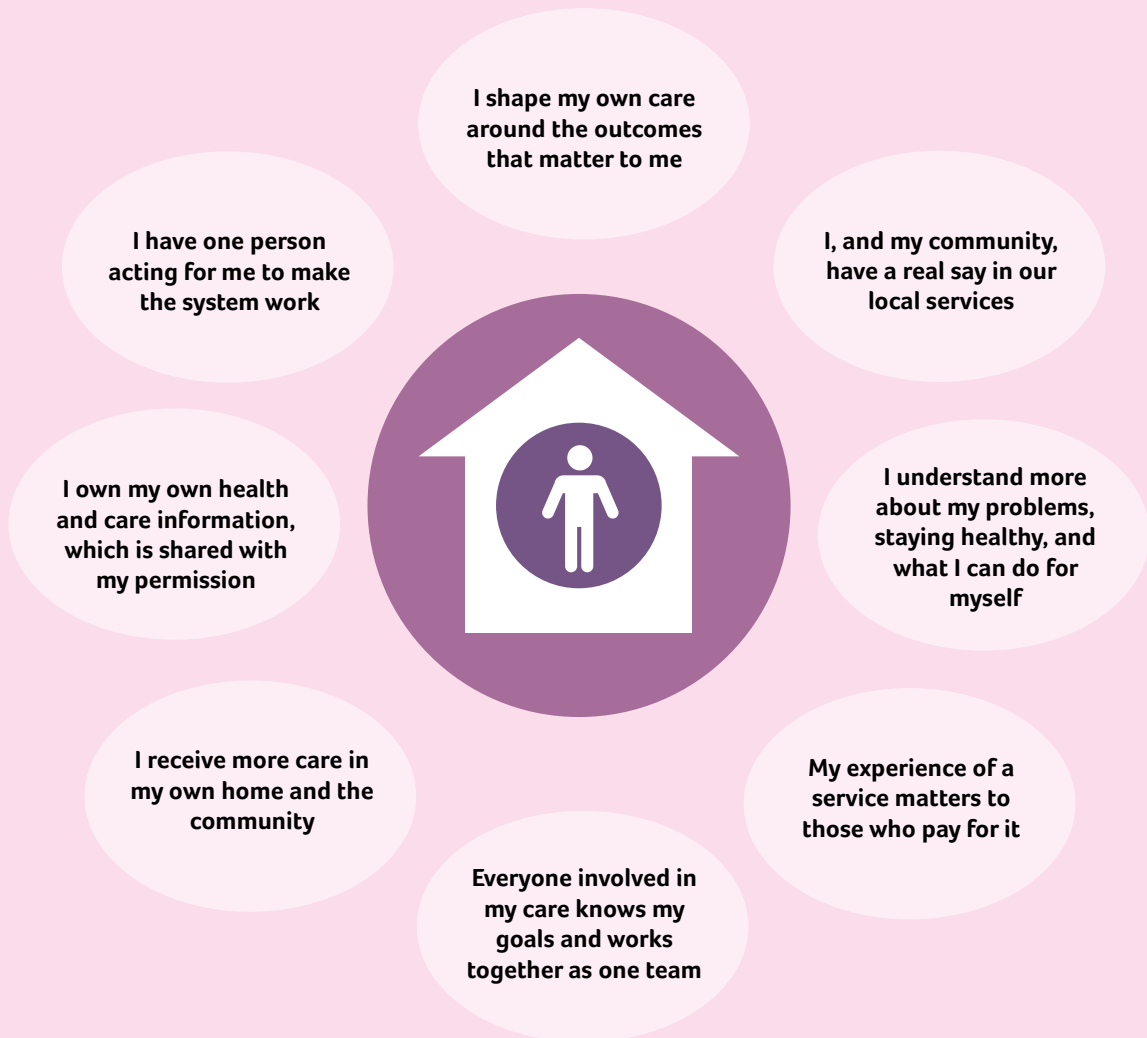 I shape my own care
around the outcomes
that matter to me
I have one person
acting for me to make
the system work
I, and my community,
have a real say in our
local services
I own my own health
and care information,
which is shared with
my permission
I understand more
about my problems,
staying healthy, and
what I can do for
myself
I receive more care in
my own home and the
community
My experience of a
service matters to
those who pay for it
Everyone involved in
my care knows my
goals and works
together as one team